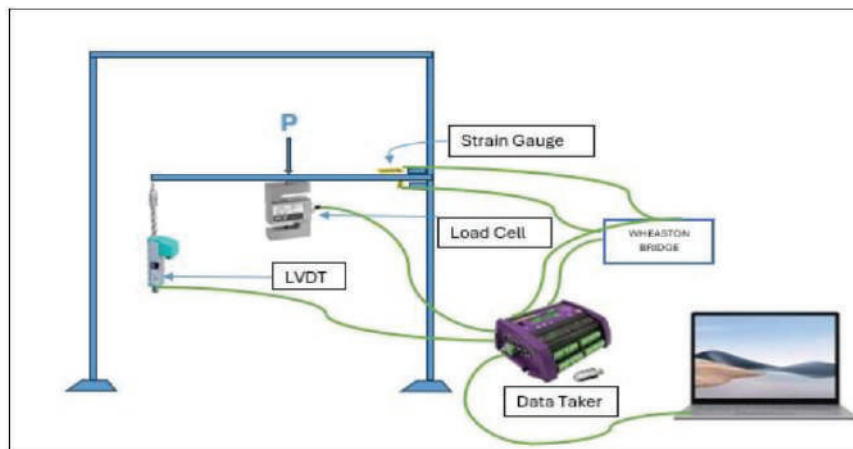 P
Strain Gauge
Load Cell
WHEASTON
BRIDGE
LVDT
Data Taker